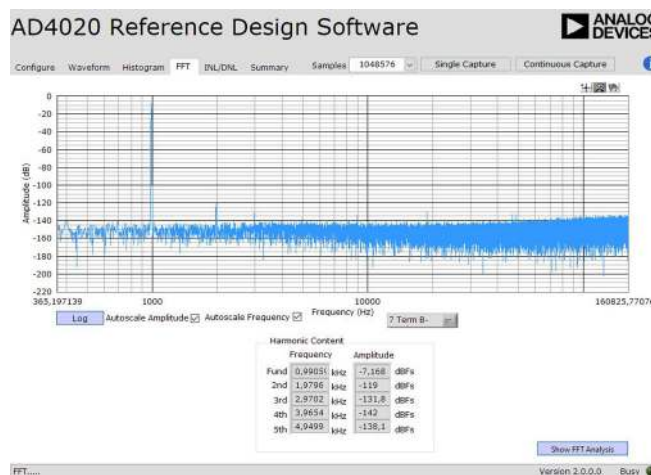 AD4020 Reference Design Software
ANALOG DEVICES
Configure Waveform Histogram FFT INL/DNL Summary Samples 1048576 Single Capture Continuous Capture
0
-20
-40
-60
-80
-100
-120
-140
-160
-180
-200
-220
Amplitude (dB)
365,197139 1000 10000 160825,7707
Log Autoscale Amplitude Autoscale Frequency Frequency (Hz) 7 Term B-
Harmonic Content
Frequency Amplitude
Fund 0,9905 kHz -7,168 dBFs
2nd 1,9796 kHz -119 dBFs
3rd 2,9702 kHz -131,8 dBFs
4th 3,9654 kHz -142 dBFs
5th 4,9499 kHz -138,1 dBFs
Show FFT Analysis
FFT..... Version 2.0.0.0 Busy